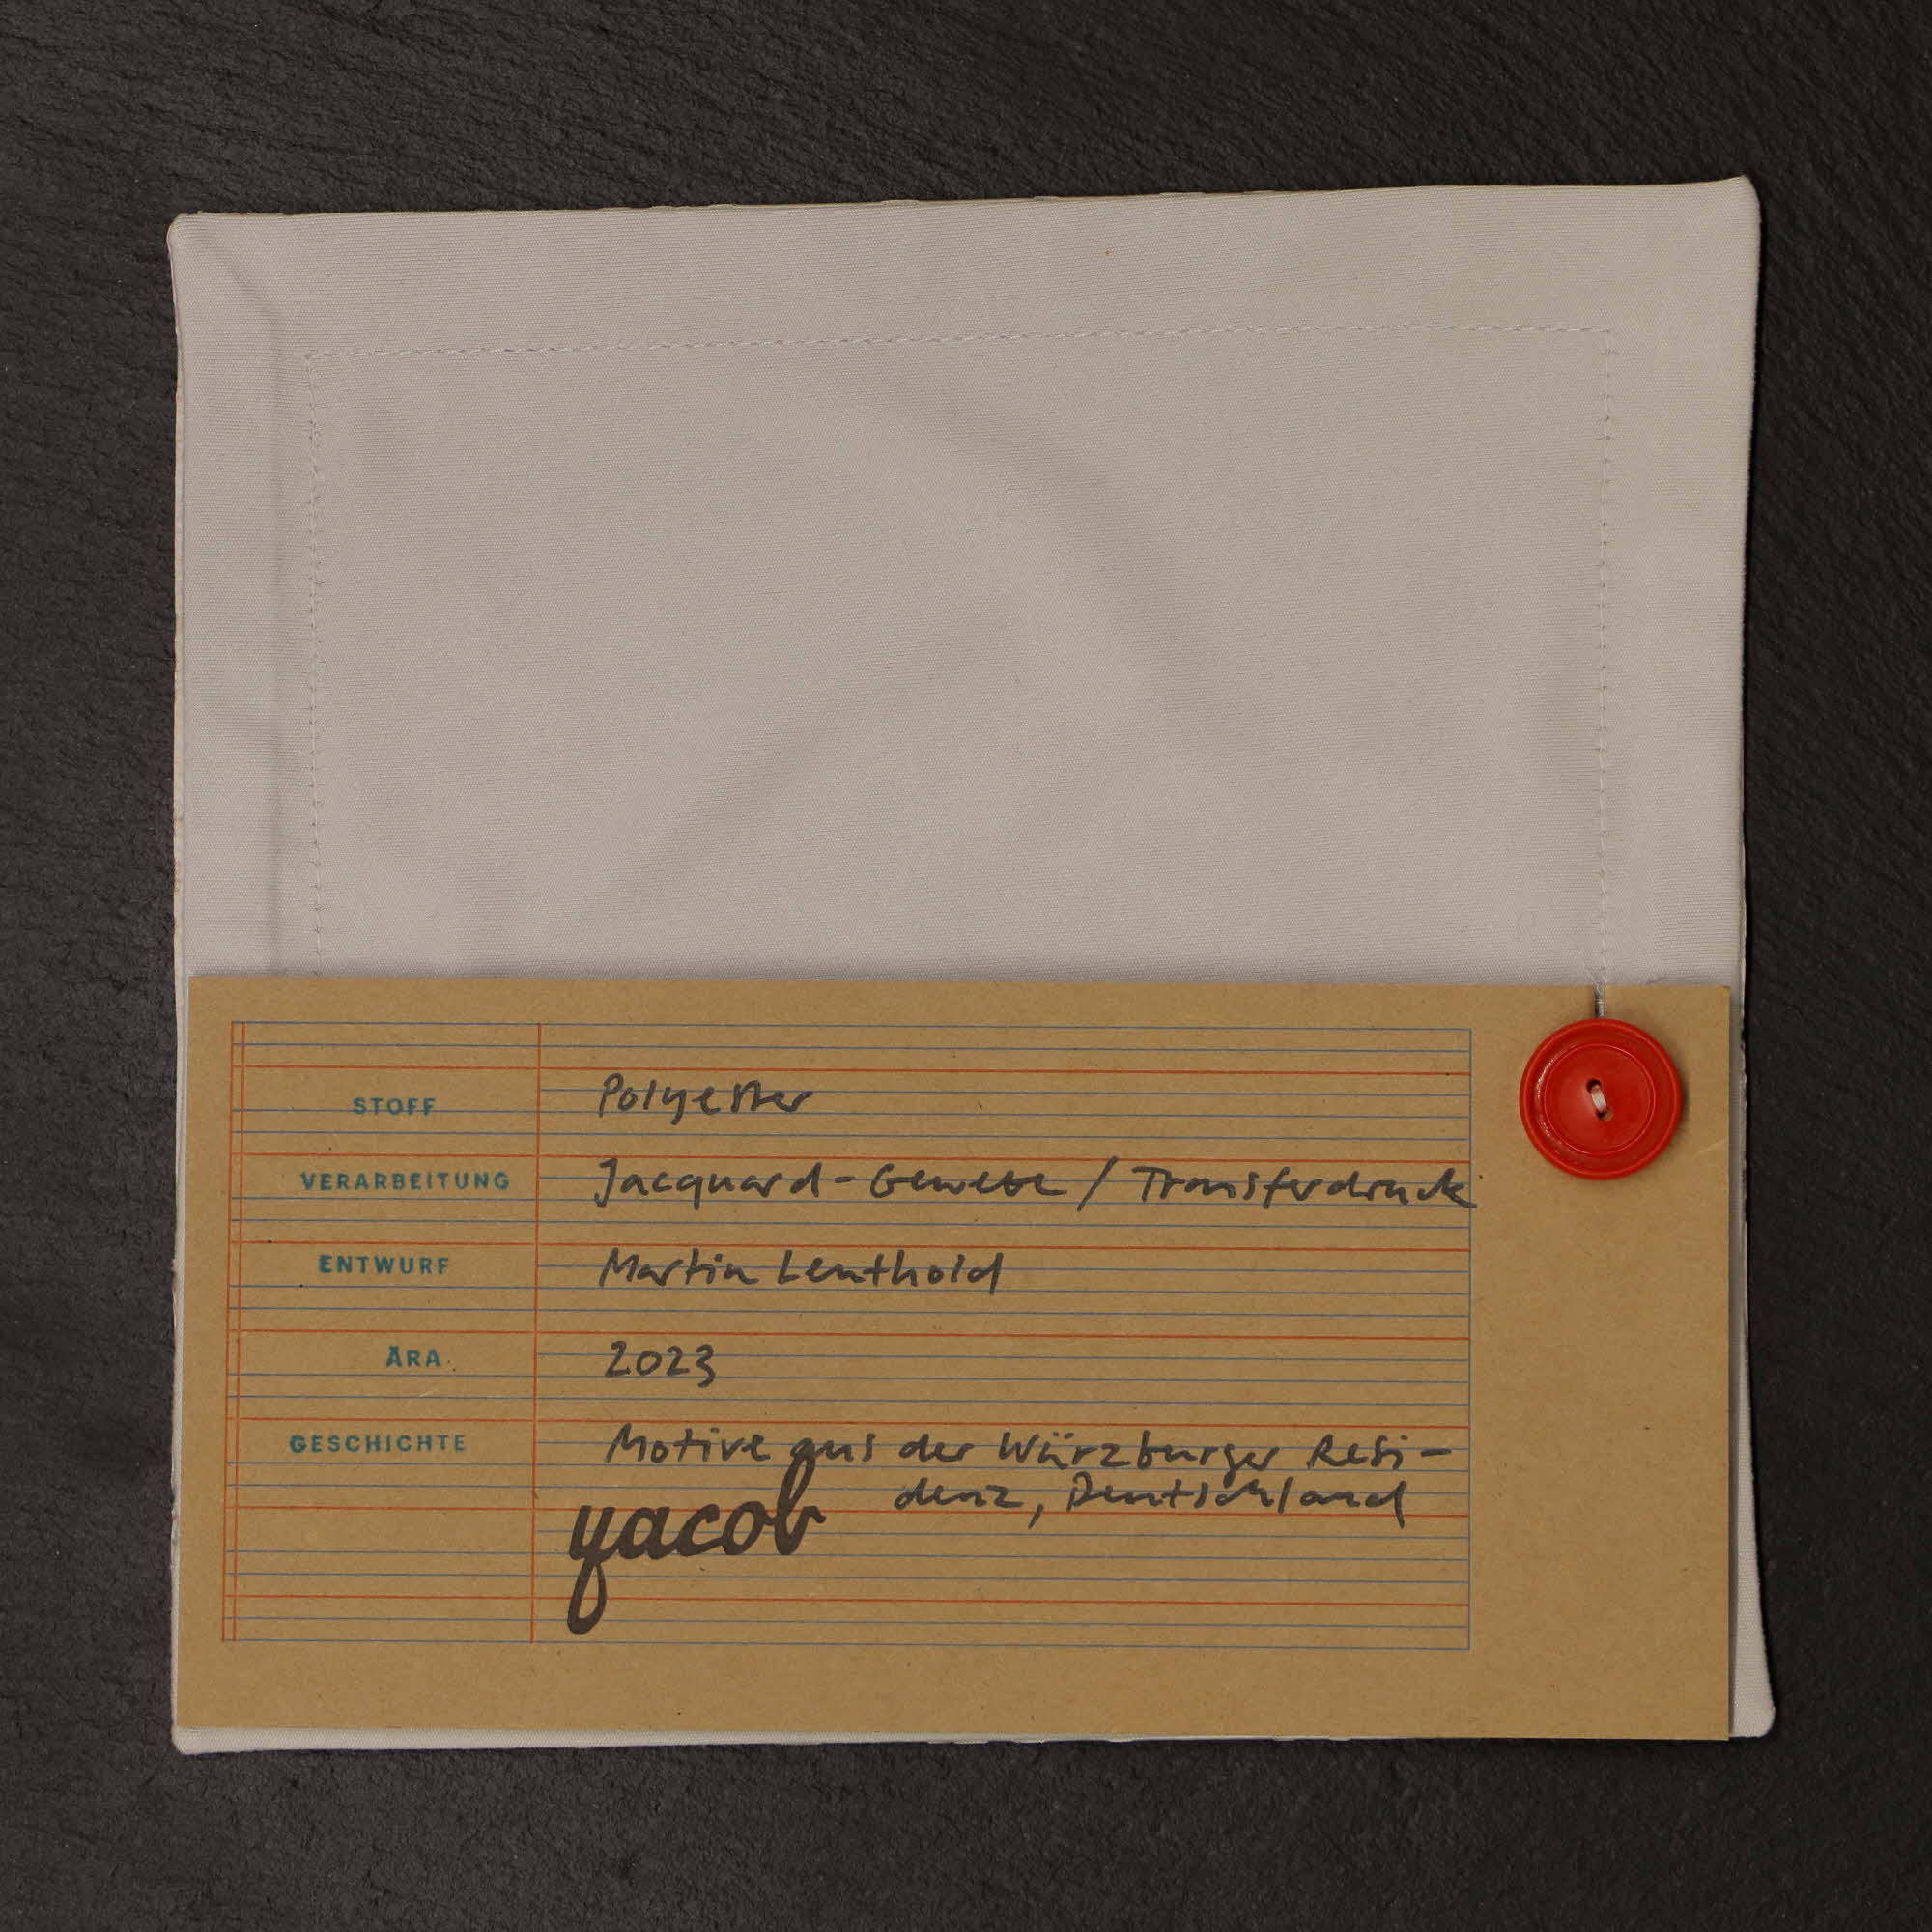 STOFF Polyester
VERARBEITUNG Jacquard-Gewebe / Transferdruck
ENTWURF Martin Leuthold
ÄRA 2023
GESCHICHTE Motive aus der Würzburger Resi-
denz, Deutschland
yacob